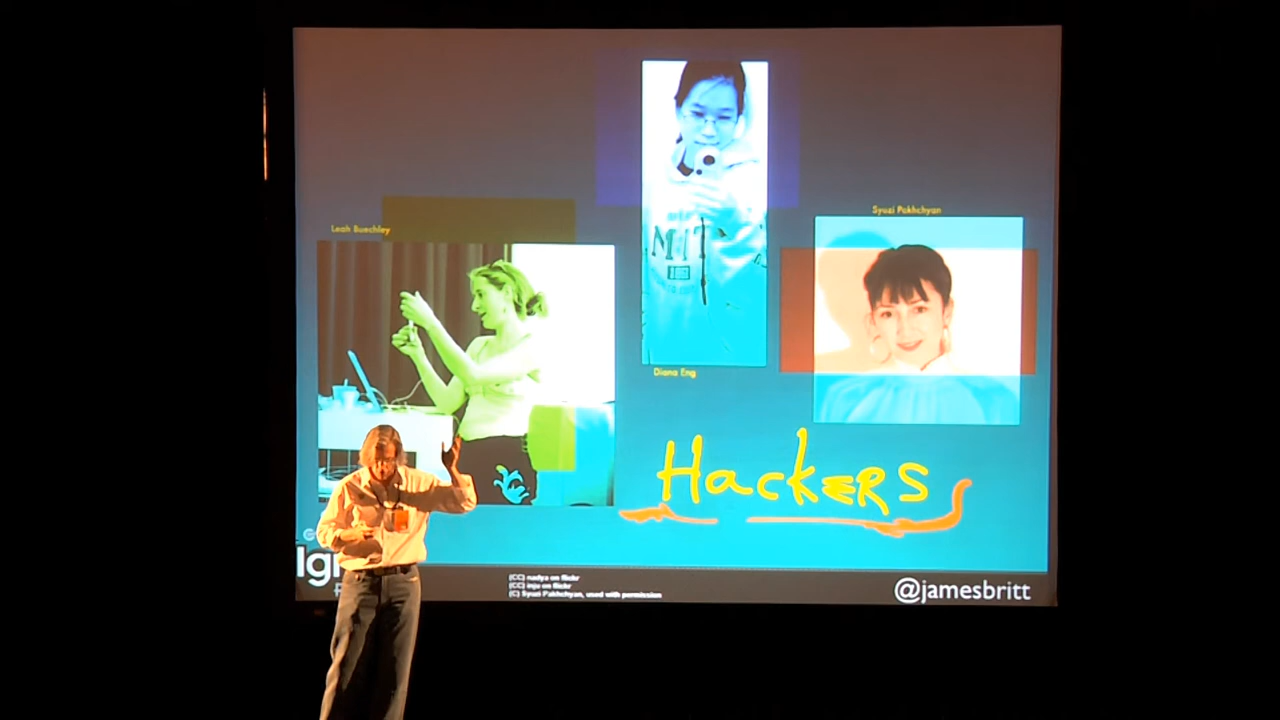 Syuzi Pakhchyan
Leah Buechley
MIT
Diana Eng
HackERS
Ig
(CC) nadya on flickr
(CC) inju on flickr
(C) Syuzi Pakhchyan, used with permission
@jamesbritt